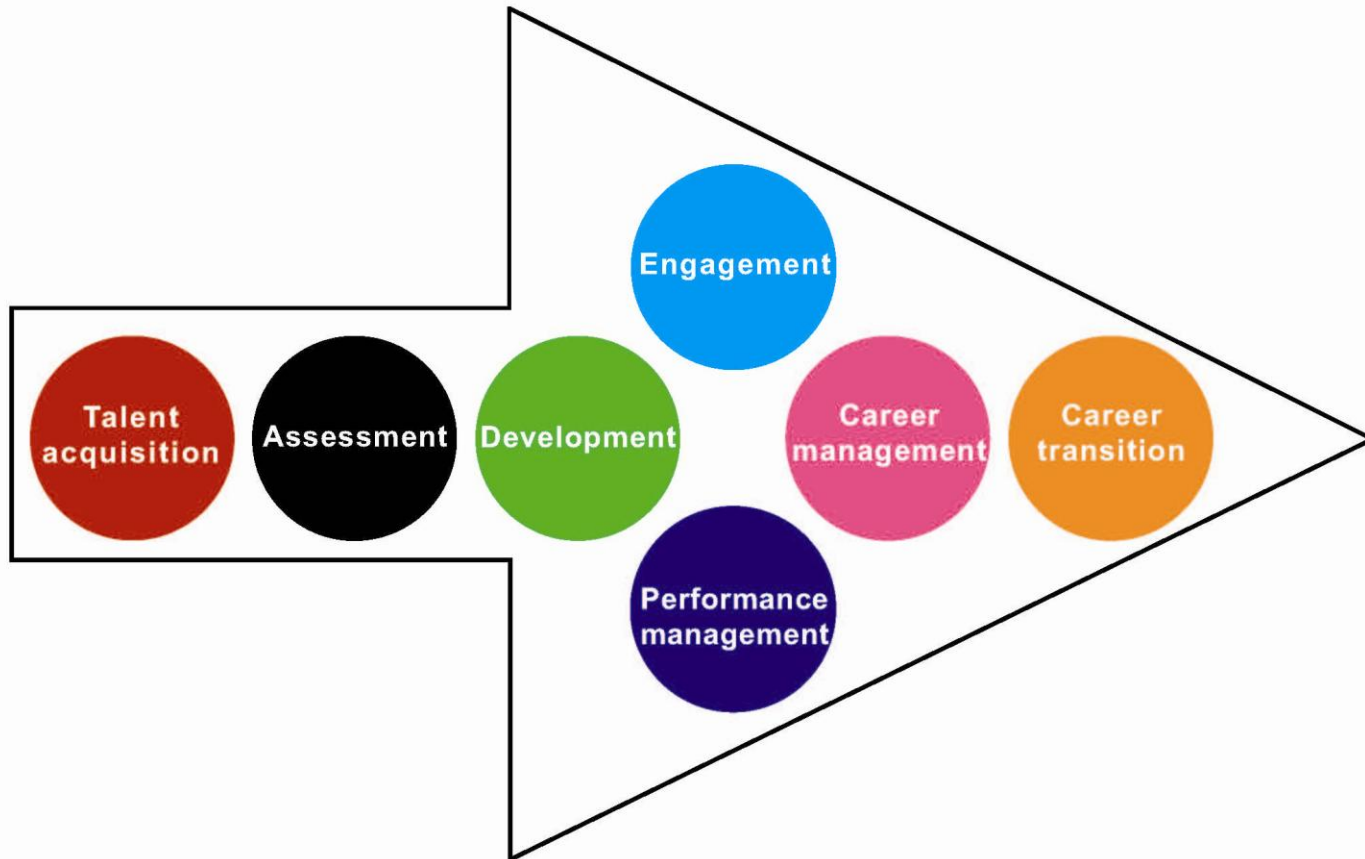 Engagement
Talent
acquisition
Assessment
Development
Career
management
Career
transition
Performance
management